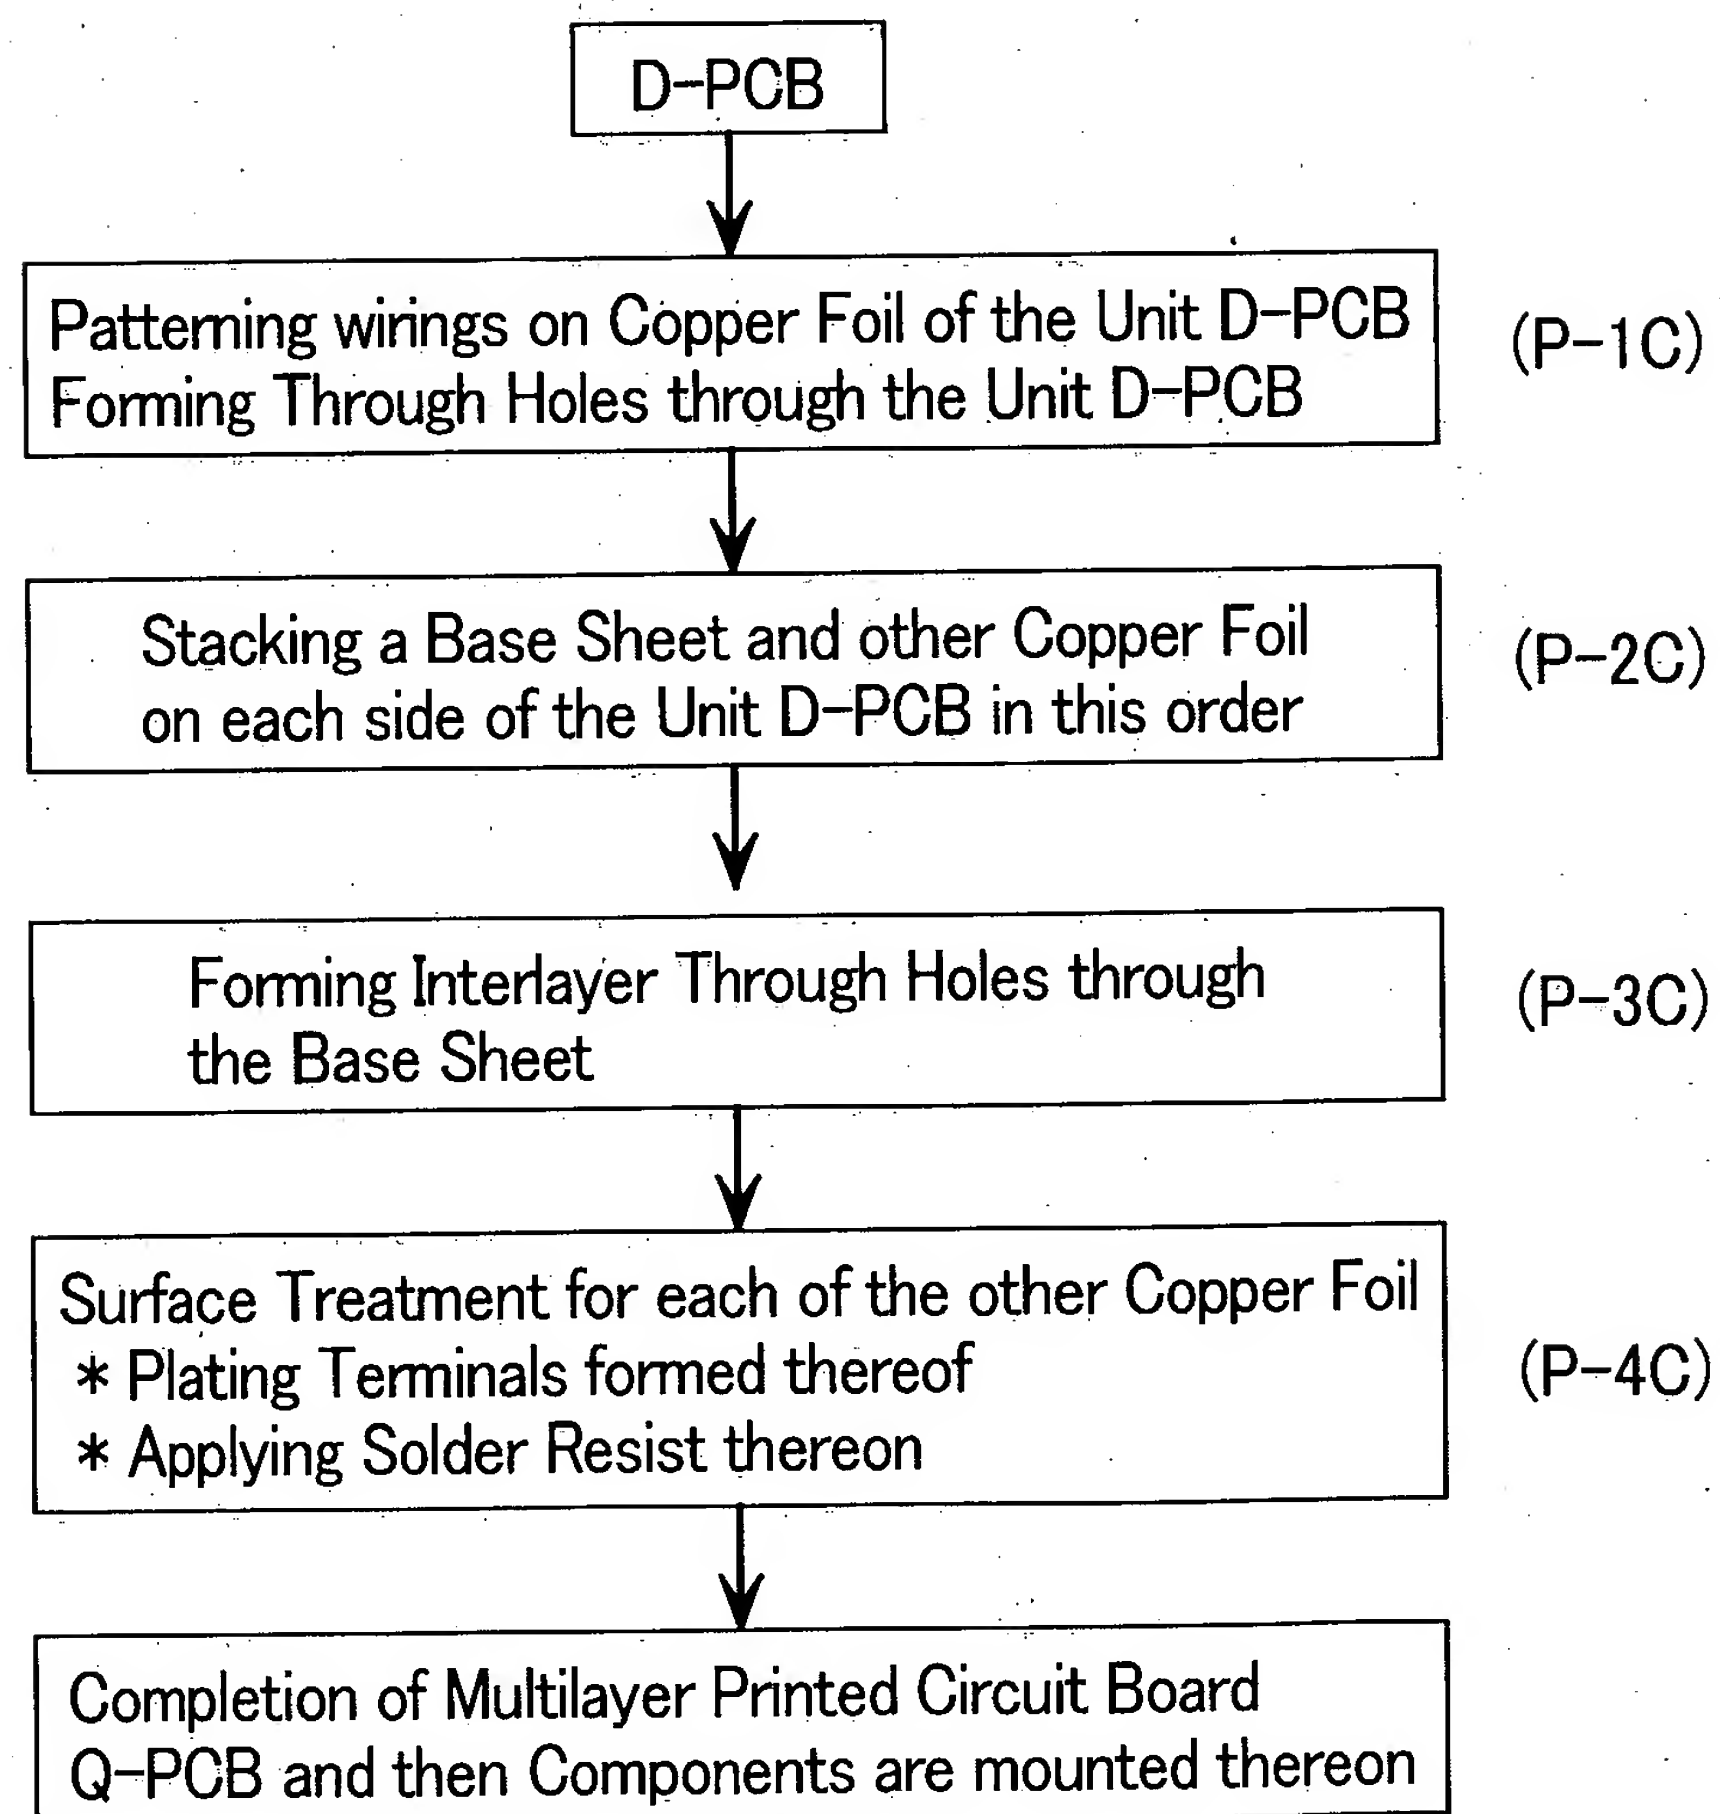 D-PCB
Patterning wirings on Copper Foil of the Unit D-PCB
Forming Through Holes through the Unit D-PCB
(P-1C)
Stacking a Base Sheet and other Copper Foil
on each side of the Unit D-PCB in this order
(P-2C)
Forming Interlayer Through Holes through
the Base Sheet
(P-3C)
Surface Treatment for each of the other Copper Foil
* Plating Terminals formed thereof
* Applying Solder Resist thereon
(P-4C)
Completion of Multilayer Printed Circuit Board
Q-PCB and then Components are mounted thereon